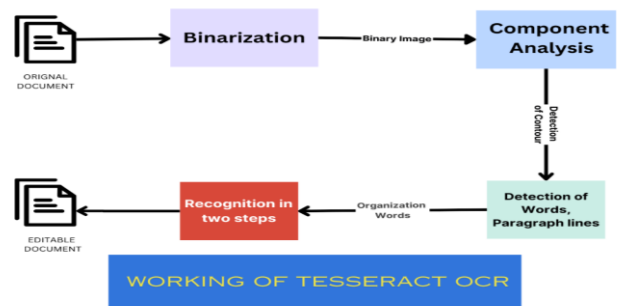 ORIGNAL
DOCUMENT
Binarization
Binary Image
Component
Analysis
Detection
of Contour
Detection of
Words,
Paragraph lines
Organization
Words
Recognition in
two steps
EDITABLE
DOCUMENT
WORKING OF TESSERACT OCR